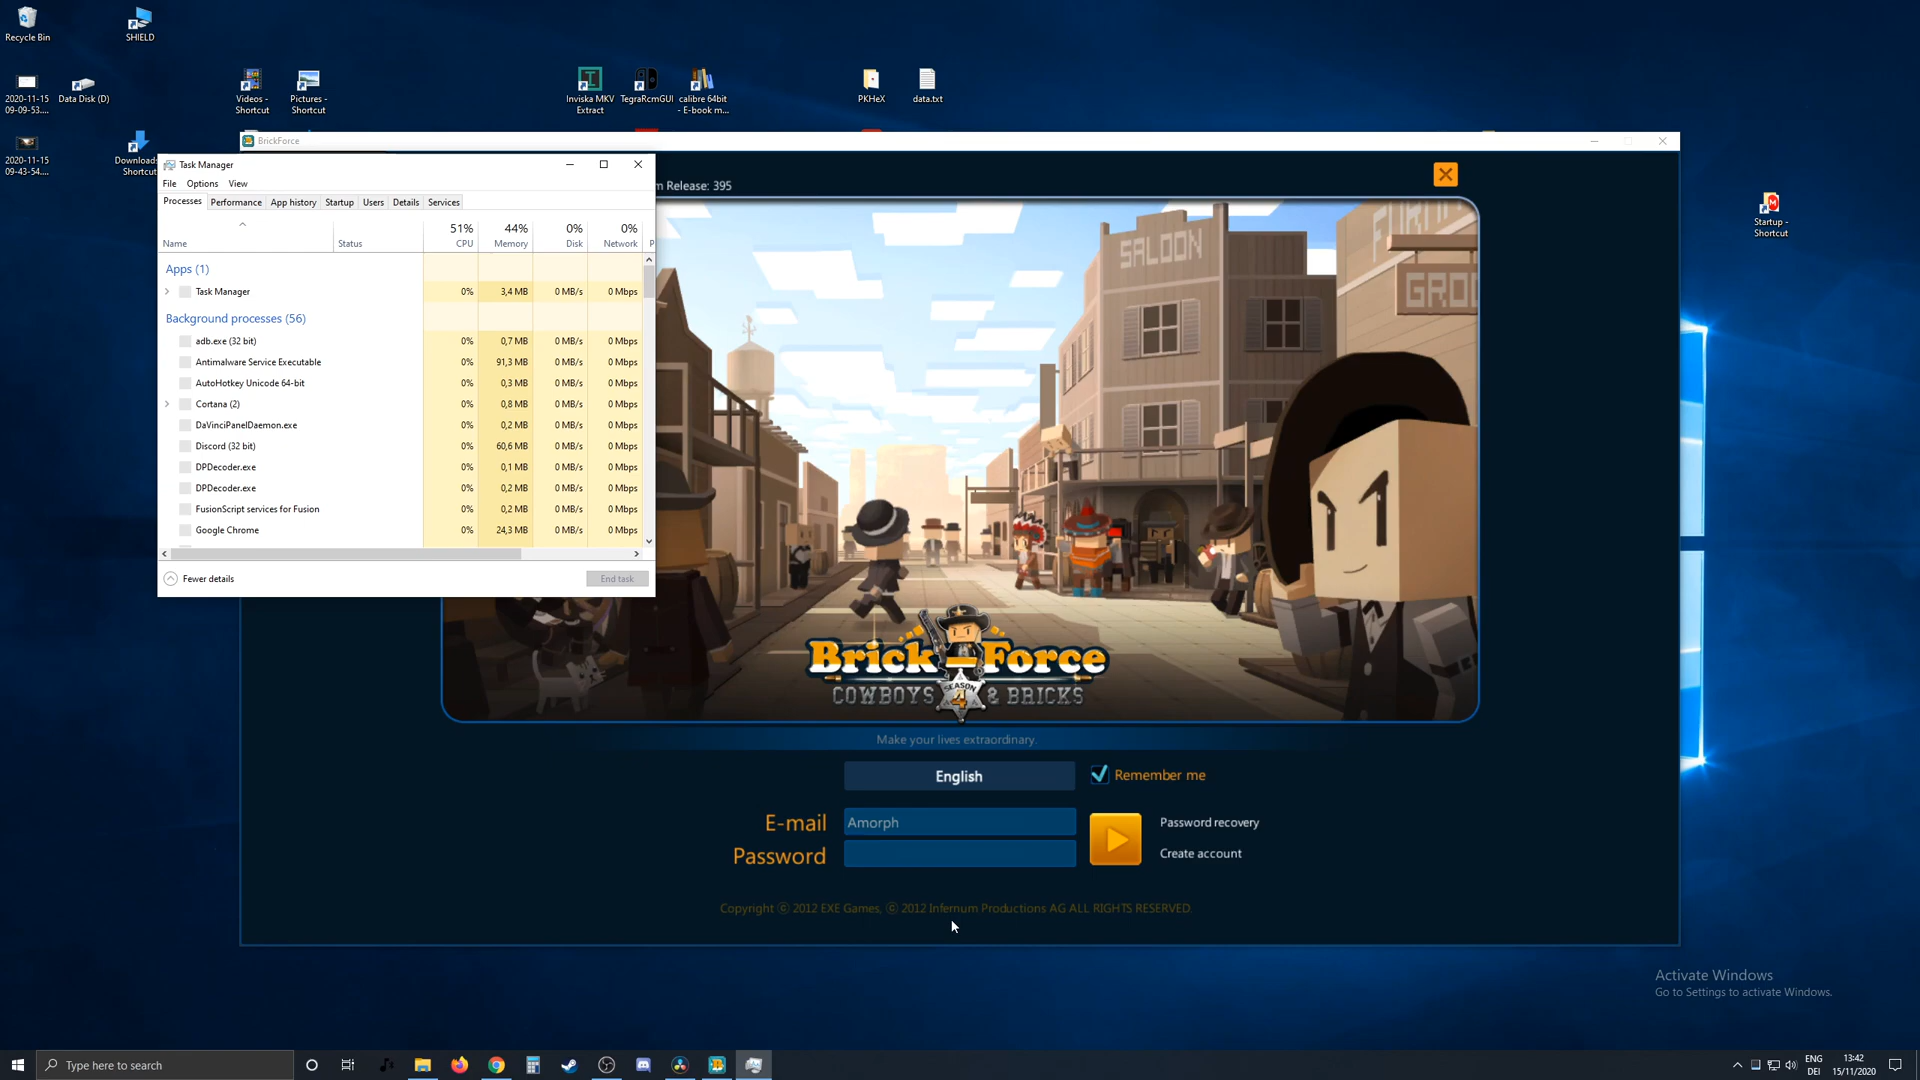 Recycle Bin
SHIELD
2020-11-15
09-09-53....
Data Disk (D)
Videos -
Shortcut
Pictures -
Shortcut
Inviska MKV
Extract
TegraRcmGUI
calibre 64bit
- E-book m...
PKHeX
data.txt
2020-11-15
09-43-54....
Downloads
Shortcut
Startup -
Shortcut
BrickForce
Task Manager
File Options View
Processes Performance App history Startup Users Details Services
51% 44% 0% 0%
Name Status CPU Memory Disk Network P
Apps (1)
Task Manager 0% 3,4 MB 0 MB/s 0 Mbps
Background processes (56)
adb.exe (32 bit) 0% 0,7 MB 0 MB/s 0 Mbps
Antimalware Service Executable 0% 91,3 MB 0 MB/s 0 Mbps
AutoHotkey Unicode 64-bit 0% 0,3 MB 0 MB/s 0 Mbps
Cortana (2) 0% 0,8 MB 0 MB/s 0 Mbps
DaVinciPanelDaemon.exe 0% 0,2 MB 0 MB/s 0 Mbps
Discord (32 bit) 0% 60,6 MB 0 MB/s 0 Mbps
DPDecoder.exe 0% 0,1 MB 0 MB/s 0 Mbps
DPDecoder.exe 0% 0,2 MB 0 MB/s 0 Mbps
FusionScript services for Fusion 0% 0,2 MB 0 MB/s 0 Mbps
Google Chrome 0% 24,3 MB 0 MB/s 0 Mbps
Fewer details
End task
m Release: 395
SALOON
GRO
Brick-Force
COWBOYS & BRICKS
SEASON
4
Make your lives extraordinary.
English
Remember me
E-mail Amorph
Password
Password recovery
Create account
Copyright ⓒ 2012 EXE Games, ⓒ 2012 Infernum Productions AG ALL RIGHTS RESERVED.
Activate Windows
Go to Settings to activate Windows.
Type here to search
ENG
DEI
13:42
15/11/2020